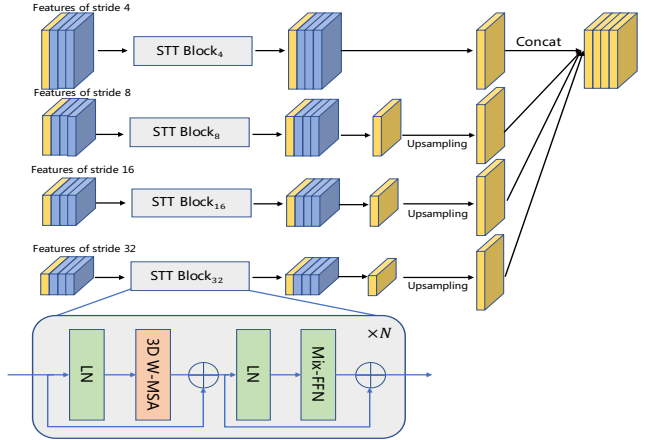 Features of stride 4
STT Block₄
Concat
Features of stride 8
STT Block₈
Upsampling
Features of stride 16
STT Block₁₆
Upsampling
Features of stride 32
STT Block₃₂
Upsampling
×N
LN
3D W-MSA
LN
Mix-FFN